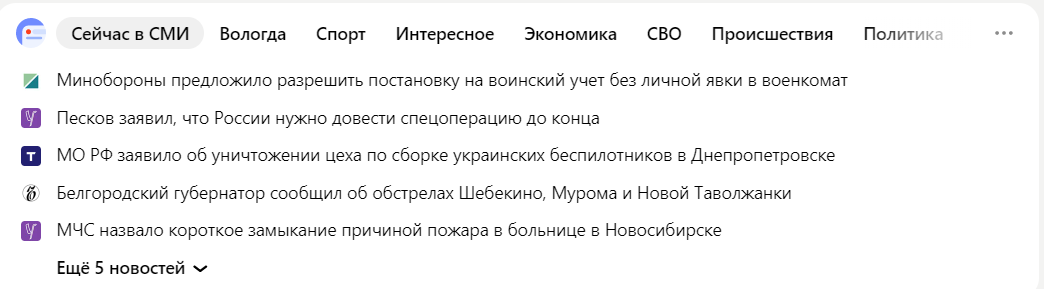 Сейчас в СМИ Вологда Спорт Интересное Экономика СВО Происшествия Политика
Минобороны предложило разрешить постановку на воинский учет без личной явки в военкомат
Песков заявил, что России нужно довести спецоперацию до конца
МО РФ заявило об уничтожении цеха по сборке украинских беспилотников в Днепропетровске
Белгородский губернатор сообщил об обстрелах Шебекино, Мурома и Новой Таволжанки
МЧС назвало короткое замыкание причиной пожара в больнице в Новосибирске
Ещё 5 новостей